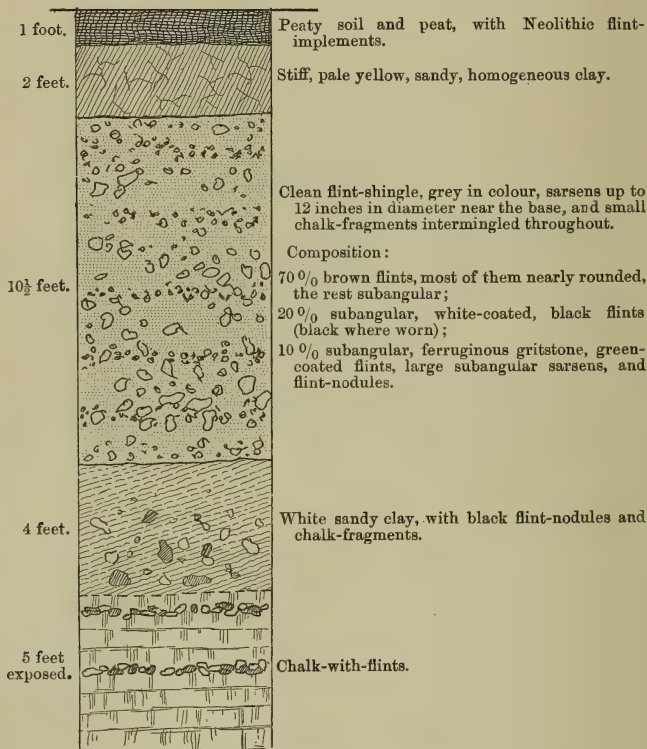 1 foot.
Peaty soil and peat, with Neolithic flint-
implements.
2 feet.
Stiff, pale yellow, sandy, homogeneous clay.
10½ feet.
Clean flint-shingle, grey in colour, sarsens up to
12 inches in diameter near the base, and small
chalk-fragments intermingled throughout.
Composition:
70 % brown flints, most of them nearly rounded,
the rest subangular;
20 % subangular, white-coated, black flints
(black where worn);
10 % subangular, ferruginous gritstone, green-
coated flints, large subangular sarsens, and
flint-nodules.
4 feet.
White sandy clay, with black flint-nodules and
chalk-fragments.
5 feet
exposed.
Chalk-with-flints.